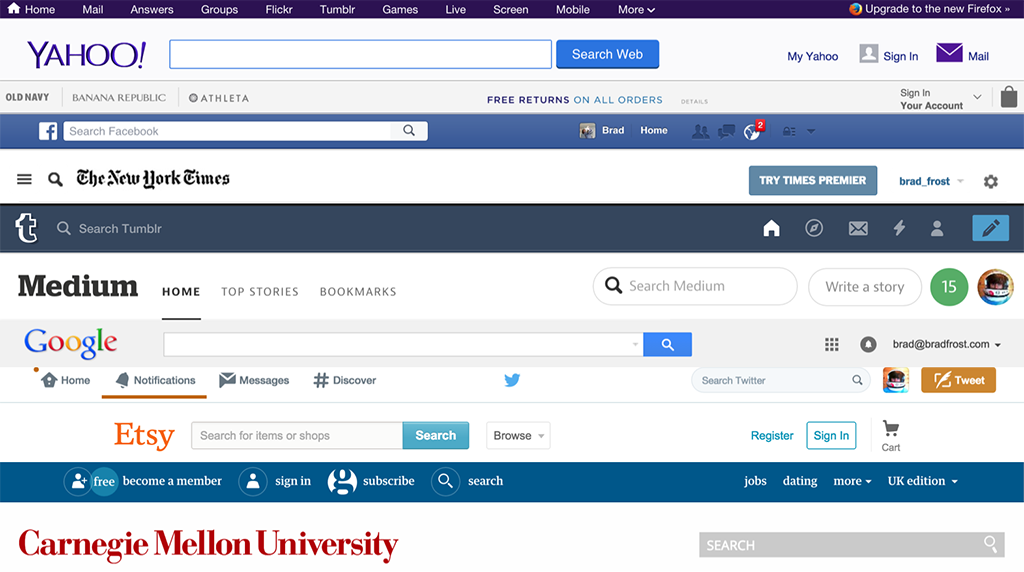 Home Mail Answers Groups Flickr Tumblr Games Live Screen Mobile More Upgrade to the new Firefox »
YAHOO! Search Web My Yahoo Sign In Mail
OLD NAVY BANANA REPUBLIC ATHLETA FREE RETURNS ON ALL ORDERS DETAILS Sign In
Your Account
f Search Facebook Brad Home 2
The New York Times TRY TIMES PREMIER brad_frost
t Search Tumblr
Medium HOME TOP STORIES BOOKMARKS Search Medium Write a story 15
Google brad@bradfrost.com
Home Notifications Messages Discover Search Twitter Tweet
Etsy Search for items or shops Search Browse Register Sign In Cart
free become a member sign in subscribe search jobs dating more UK edition
Carnegie Mellon University SEARCH